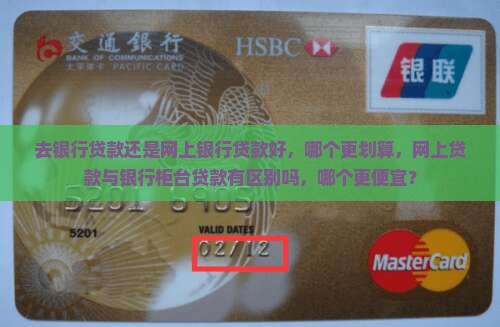 交通銀行
BANK OF COMMUNICATIONS
太平洋卡 PACIFIC CARD
HSBC
银联
去银行贷款还是网上银行贷款好，哪个更划算，网上贷
款与银行柜台贷款有区别吗，哪个更便宜？
5201
VALID DATES
02/12
MasterCard